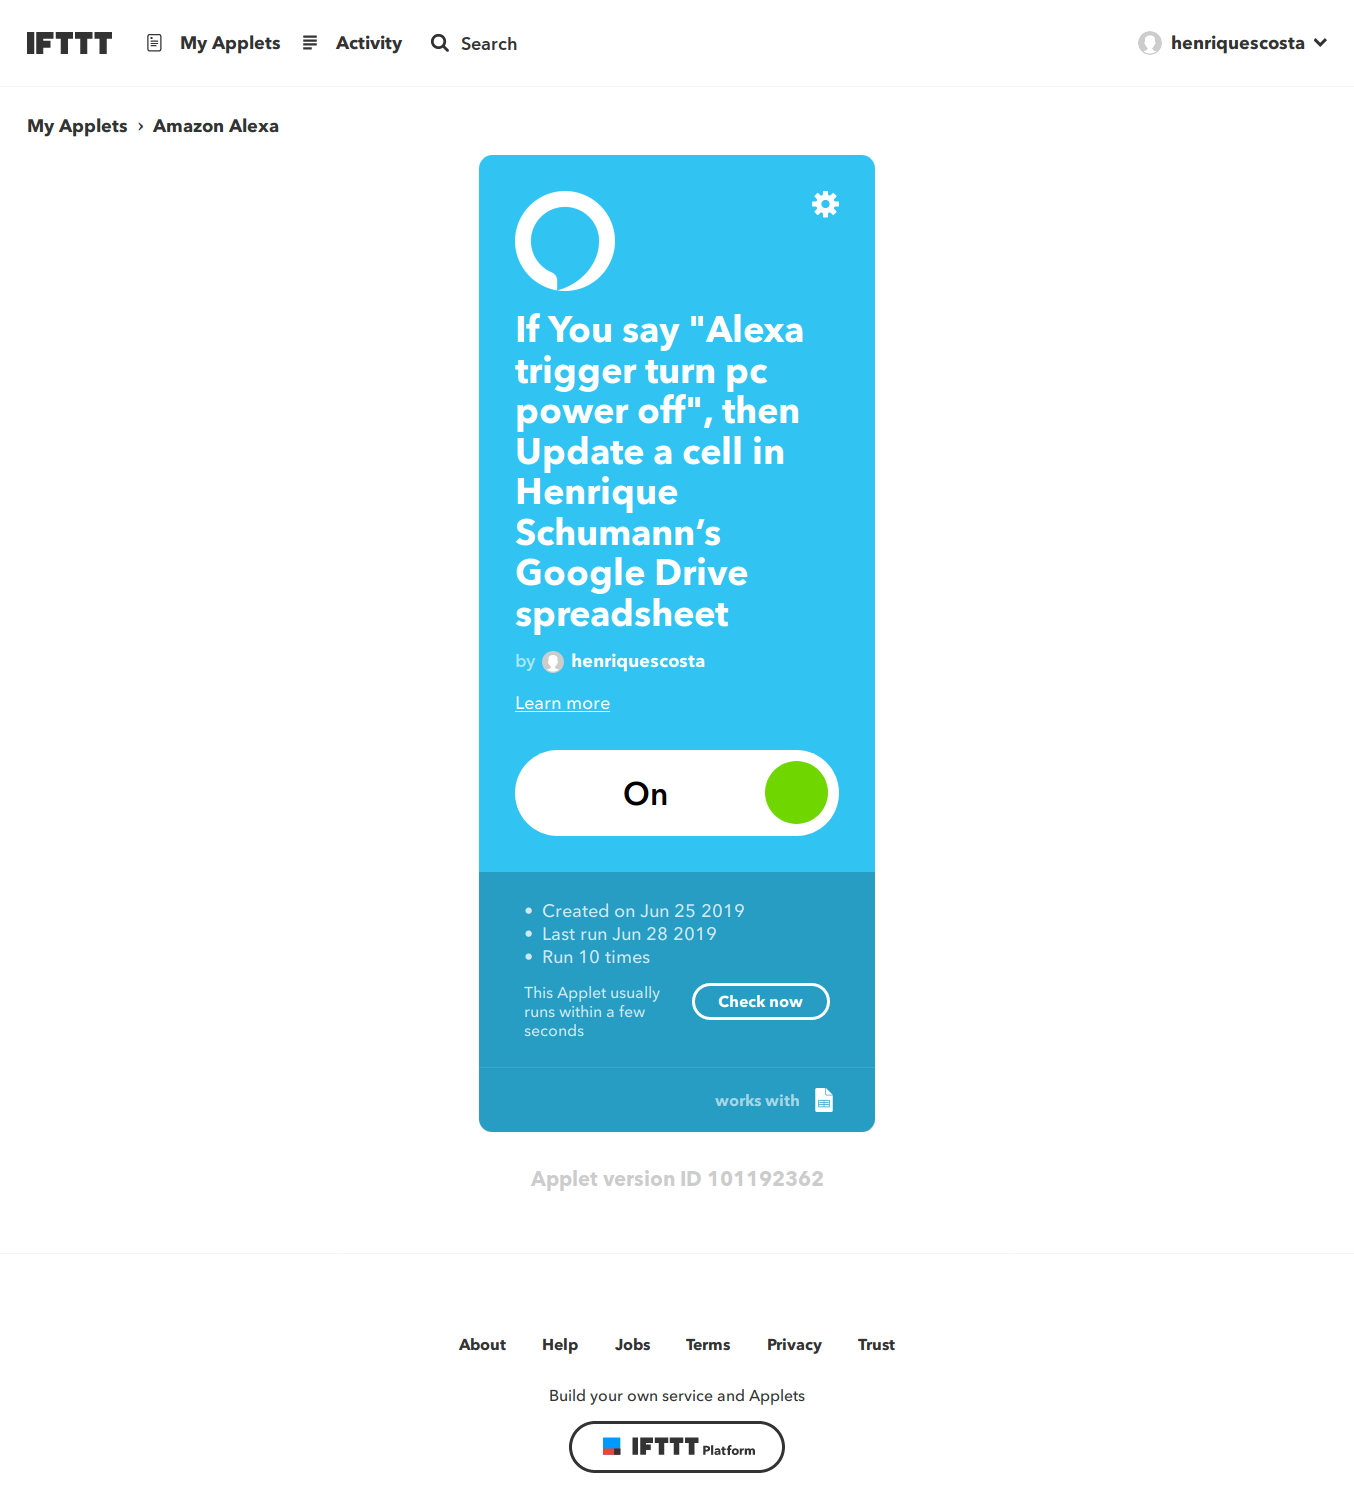 IFTTT My Applets Activity Search henriquescosta
My Applets › Amazon Alexa
If You say "Alexa
trigger turn pc
power off", then
Update a cell in
Henrique
Schumann’s
Google Drive
spreadsheet
by henriquescosta
Learn more
On
• Created on Jun 25 2019
• Last run Jun 28 2019
• Run 10 times
This Applet usually
runs within a few
seconds
Check now
works with
Applet version ID 101192362
About Help Jobs Terms Privacy Trust
Build your own service and Applets
IFTTT Platform